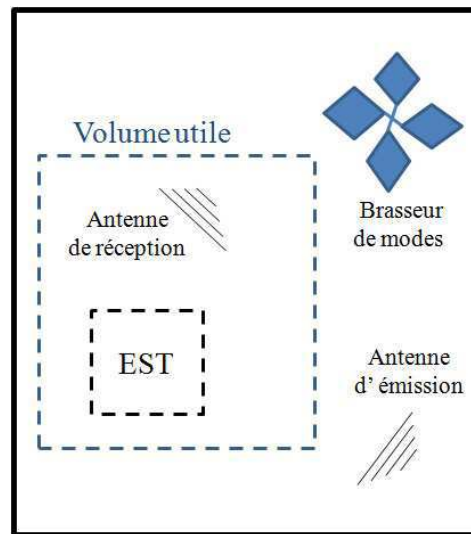 Volume utile
Antenne
de réception
Brasseur
de modes
EST
Antenne
d’ émission